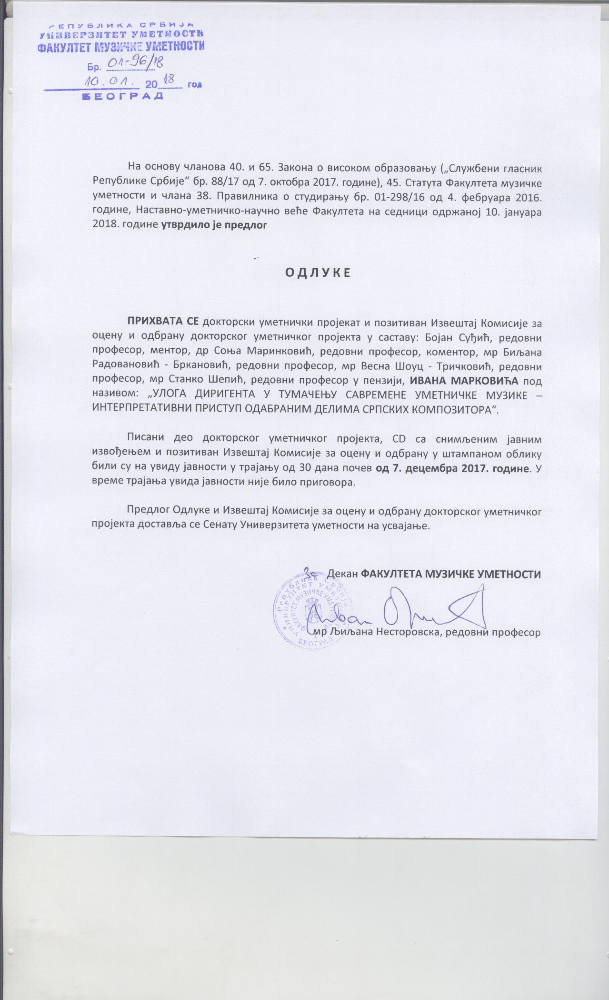 РЕПУБЛИКА СРБИЈА
УНИВЕРЗИТЕТ УМЕТНОСТИ
ФАКУЛТЕТ МУЗИЧКЕ УМЕТНОСТИ
Бр. 01-96/18
10.01. 2018 год
БЕОГРАД
На основу чланова 40. и 65. Закона о високом образовању („Службени гласник
Републике Србије“ бр. 88/17 од 7. октобра 2017. године), 45. Статута Факултета музичке
уметности и члана 38. Правилника о студирању бр. 01-298/16 од 4. фебруара 2016.
године, Наставно-уметничко-научно веће Факултета на седници одржаној 10. јануара
2018. године утврдило је предлог
О Д Л У К Е
ПРИХВАТА СЕ докторски уметнички пројекат и позитиван Извештај Комисије за
оцену и одбрану докторског уметничког пројекта у саставу: Бојан Суђић, редовни
професор, ментор, др Соња Маринковић, редовни професор, коментор, мр Биљана
Радовановић - Бркановић, редовни професор, мр Весна Шоуц - Тричковић, редовни
професор, мр Станко Шепић, редовни професор у пензији, ИВАНА МАРКОВИЋА под
називом: „УЛОГА ДИРИГЕНТА У ТУМАЧЕЊУ САВРЕМЕНЕ УМЕТНИЧКЕ МУЗИКЕ –
ИНТЕРПРЕТАТИВНИ ПРИСТУП ОДАБРАНИМ ДЕЛИМА СРПСКИХ КОМПОЗИТОРА“.
Писани део докторског уметничког пројекта, CD са снимљеним јавним
извођењем и позитиван Извештај Комисије за оцену и одбрану у штампаном облику
били су на увиду јавности у трајању од 30 дана почев од 7. децембра 2017. године. У
време трајања увида јавности није било приговора.
Предлог Одлуке и Извештај Комисије за оцену и одбрану докторског уметничког
пројекта доставља се Сенату Универзитета уметности на усвајање.
За Декан ФАКУЛТЕТА МУЗИЧКЕ УМЕТНОСТИ
Република Србија
УНИВЕРЗИТЕТ УМЕТНОСТИ
ФАКУЛТЕТ МУЗИЧКЕ УМЕТНОСТИ
БЕОГРАД
мр Љиљана Несторовска, редовни професор